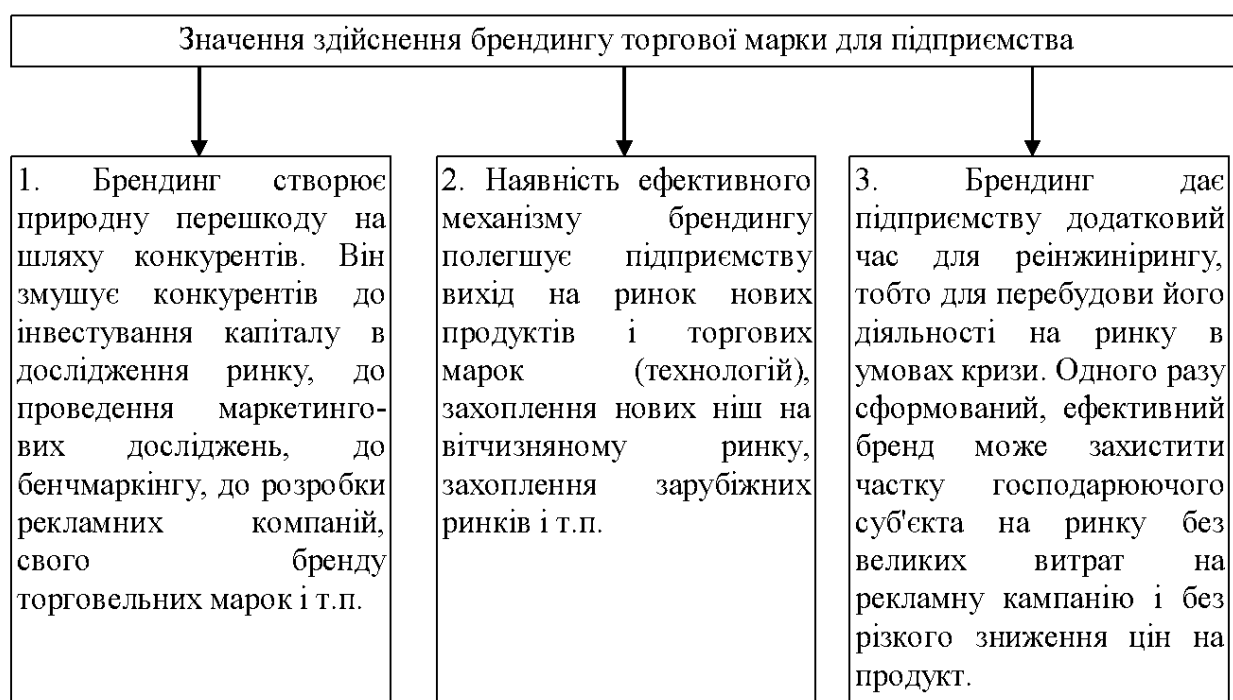 Значення здійснення брендингу торгової марки для підприємства
1. Брендинг створює
природну перешкоду на
шляху конкурентів. Він
змушує конкурентів до
інвестування капіталу в
дослідження ринку, до
проведення маркетинго-
вих досліджень, до
бенчмаркінгу, до розробки
рекламних компаній,
свого бренду
торговельних марок і т.п.
2. Наявність ефективного
механізму брендингу
полегшує підприємству
вихід на ринок нових
продуктів і торгових
марок (технологій),
захоплення нових ніш на
вітчизняному ринку,
захоплення зарубіжних
ринків і т.п.
3. Брендинг дає
підприємству додатковий
час для реінжинірингу,
тобто для перебудови його
діяльності на ринку в
умовах кризи. Одного разу
сформований, ефективний
бренд може захистити
частку господарюючого
суб'єкта на ринку без
великих витрат на
рекламну кампанію і без
різкого зниження цін на
продукт.